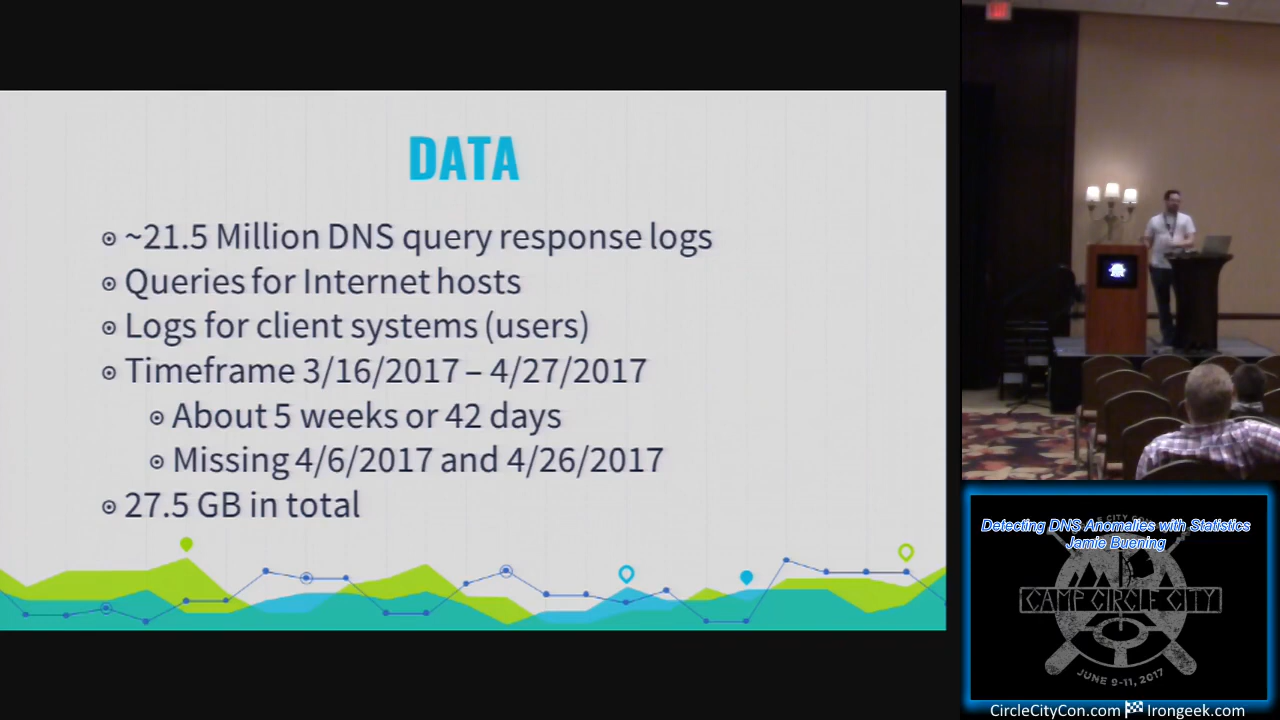 DATA
~21.5 Million DNS query response logs
Queries for Internet hosts
Logs for client systems (users)
Timeframe 3/16/2017 – 4/27/2017
About 5 weeks or 42 days
Missing 4/6/2017 and 4/26/2017
27.5 GB in total
Detecting DNS Anomalies with Statistics
Jamie Buening
CAMP CIRCLE CITY
JUNE 9-11, 2017
CircleCityCon.com Irongeek.com